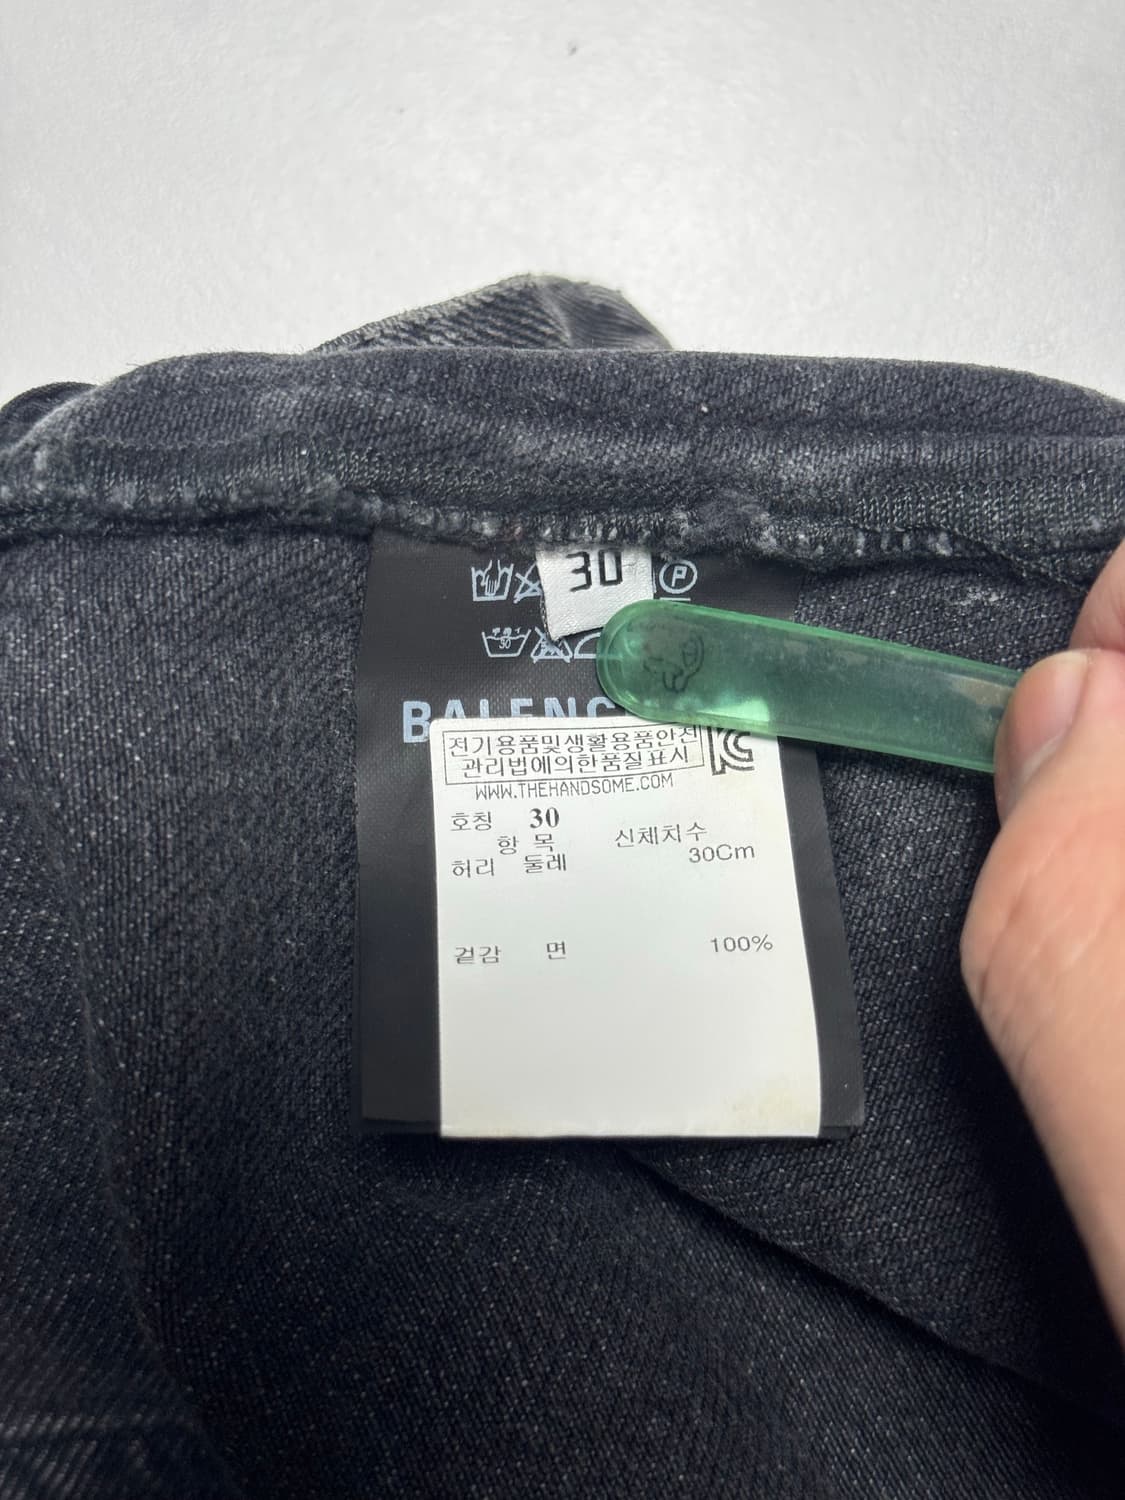 30
P
30
BALENC
전기용품및생활용품안전
관리법에의한품질표시
WWW.THEHANDSOME.COM
호칭 30
항 목 신체치수
허리 둘레 30Cm
겉감 면 100%